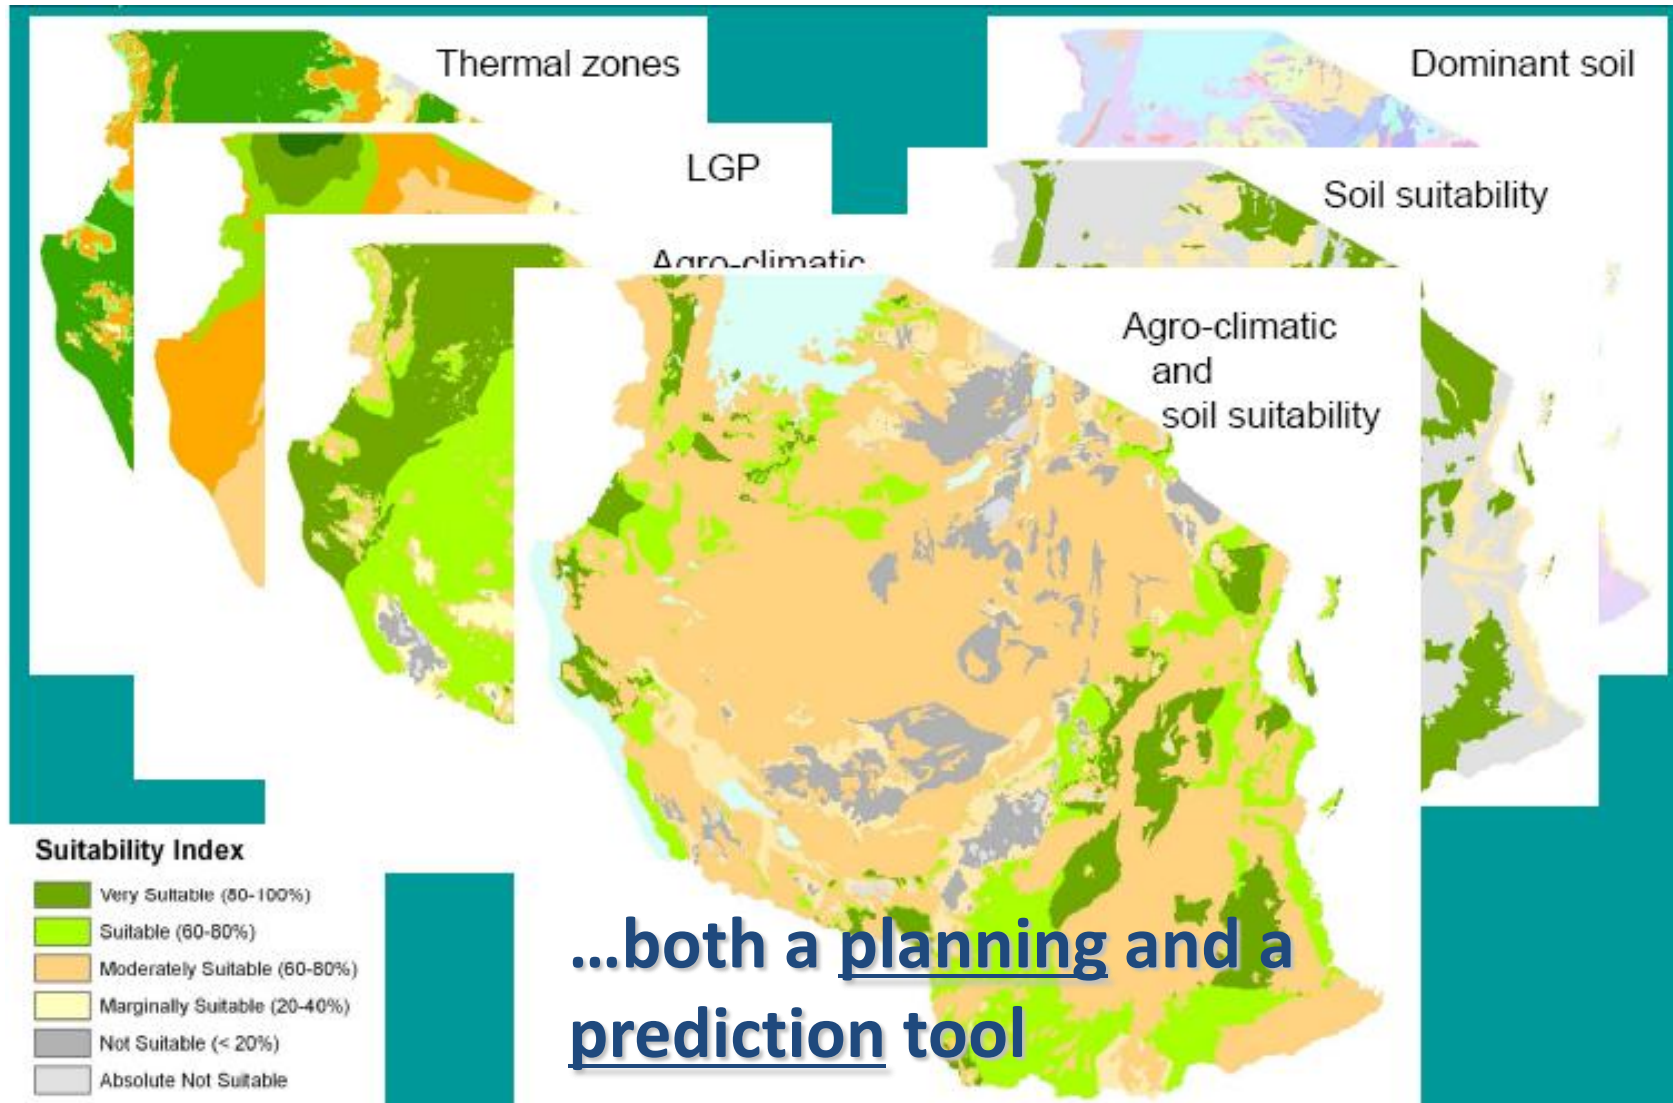 Thermal zones
Dominant soil
LGP
Soil suitability
Agro-climatic
Agro-climatic
and
soil suitability
Suitability Index
Very Suitable (80-100%)
Suitable (60-80%)
Moderately Suitable (60-80%)
Marginally Suitable (20-40%)
Not Suitable (< 20%)
Absolute Not Suitable
...both a planning and a
prediction tool